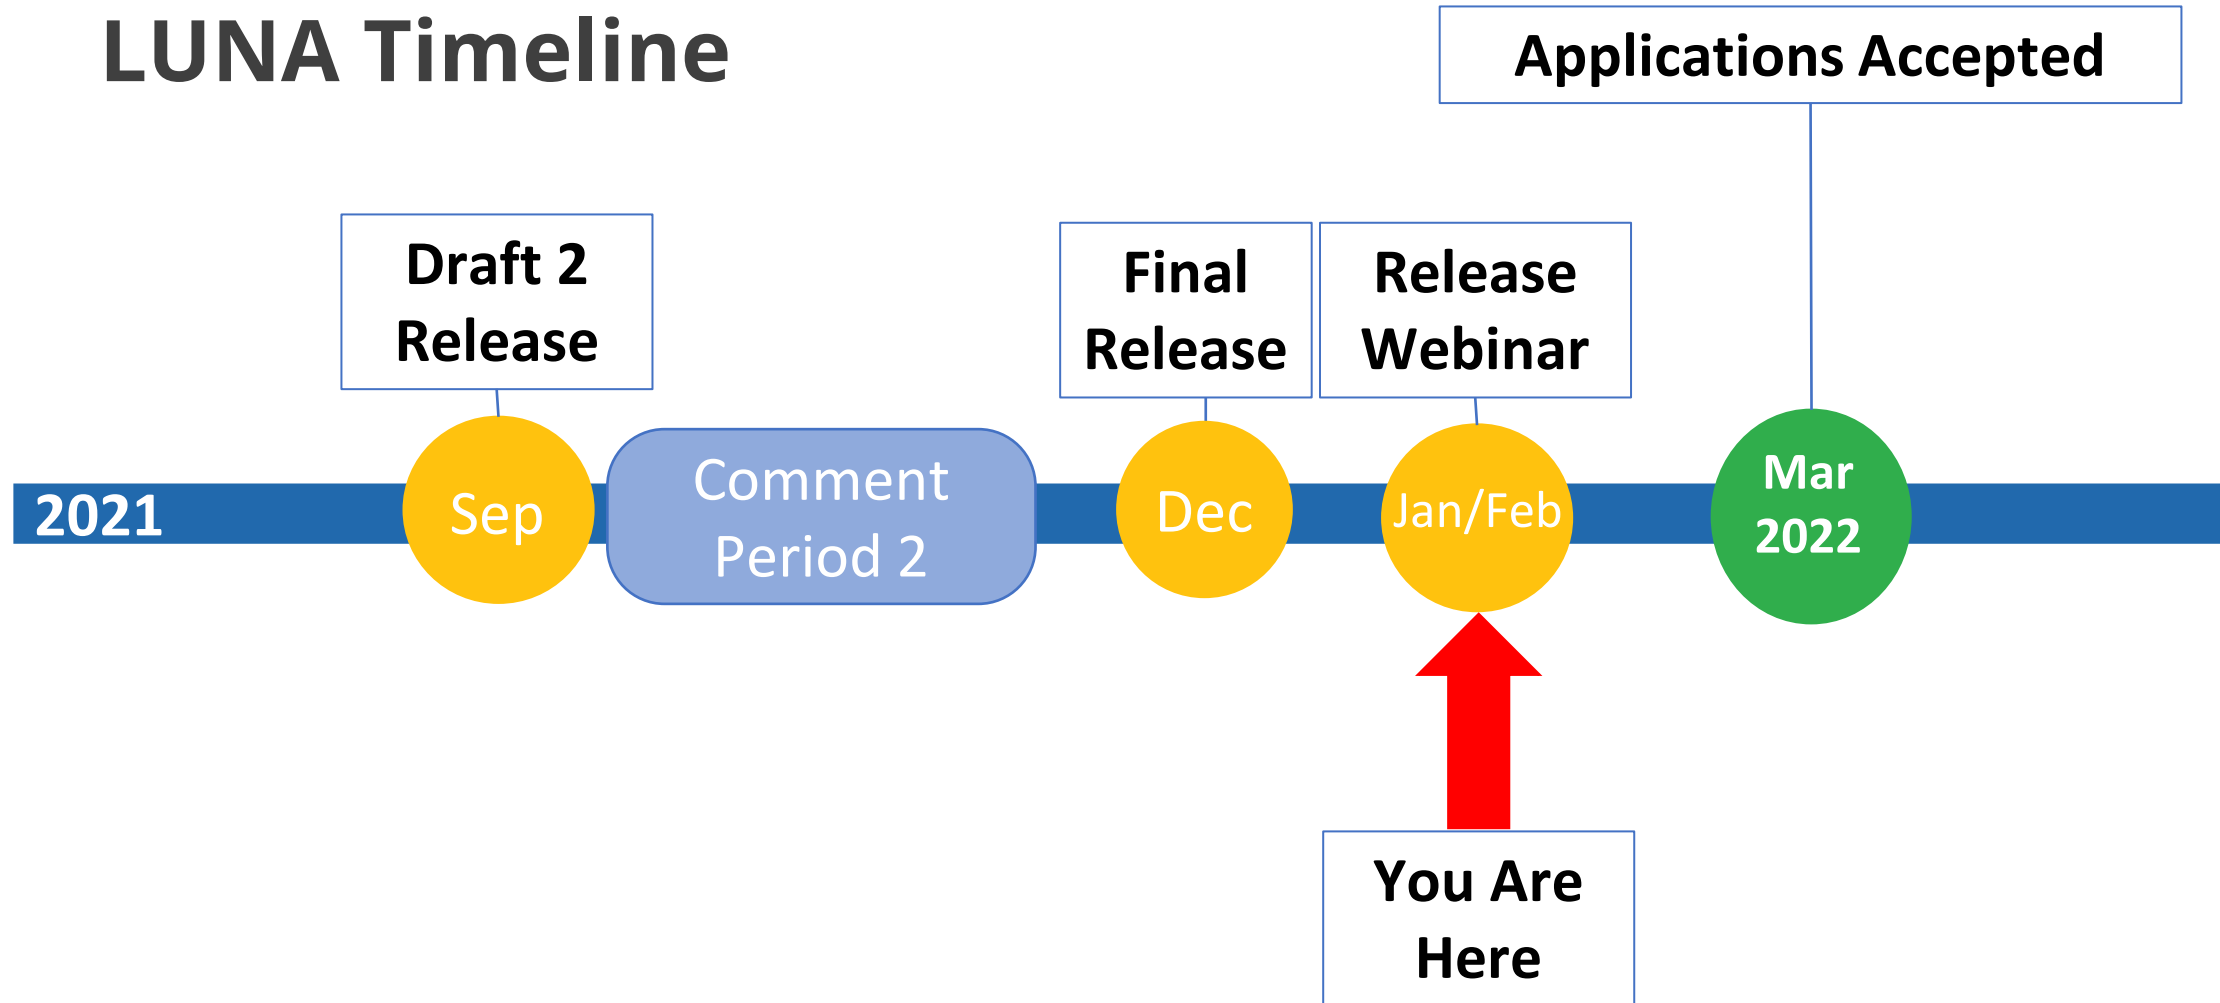 LUNA Timeline
Applications Accepted
Draft 2
Release
Final
Release
Release
Webinar
2021
Sep
Comment
Period 2
Dec
Jan/Feb
Mar
2022
You Are
Here